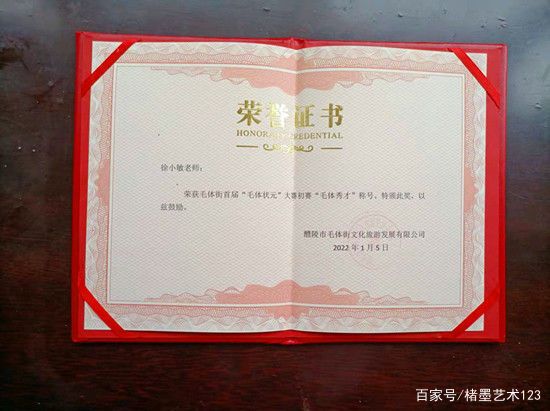 荣誉证书
HONORARY CREDENTIAL
徐小敏老师：
荣获毛体街首届“毛体状元”大赛初赛“毛体秀才”称号，特颁此奖，以
兹鼓励。
醴陵市毛体街文化旅游发展有限公司
2022年1月5日
百家号/楮墨艺术123